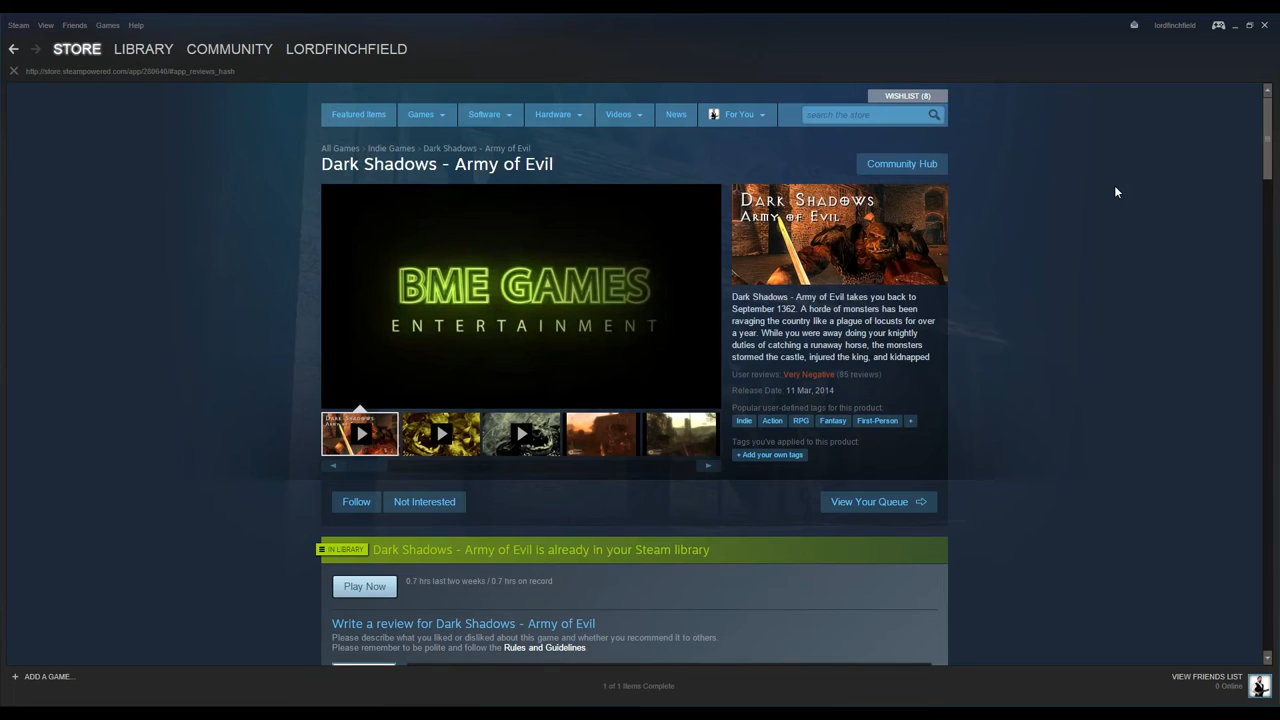 Steam View Friends Games Help
lordfinchfield
STORE LIBRARY COMMUNITY LORDFINCHFIELD
http://store.steampowered.com/app/280640/#app_reviews_hash
WISHLIST (8)
Featured Items Games Software Hardware Videos News For You search the store
All Games > Indie Games > Dark Shadows - Army of Evil
Dark Shadows - Army of Evil
Community Hub
BME GAMES
ENTERTAINMENT
DARK SHADOWS
ARMY OF EVIL
Dark Shadows - Army of Evil takes you back to
September 1362. A horde of monsters has been
ravaging the country like a plague of locusts for over
a year. While you were away doing your knightly
duties of catching a runaway horse, the monsters
stormed the castle, injured the king, and kidnapped
User reviews: Very Negative (85 reviews)
Release Date: 11 Mar, 2014
Popular user-defined tags for this product:
Indie Action RPG Fantasy First-Person +
Tags you've applied to this product:
+ Add your own tags
DARK SHADOWS
ARMY OF EVIL
Follow Not Interested View Your Queue
IN LIBRARY Dark Shadows - Army of Evil is already in your Steam library
Play Now 0.7 hrs last two weeks / 0.7 hrs on record
Write a review for Dark Shadows - Army of Evil
Please describe what you liked or disliked about this game and whether you recommend it to others.
Please remember to be polite and follow the Rules and Guidelines
+ ADD A GAME...
1 of 1 Items Complete
VIEW FRIENDS LIST
0 Online